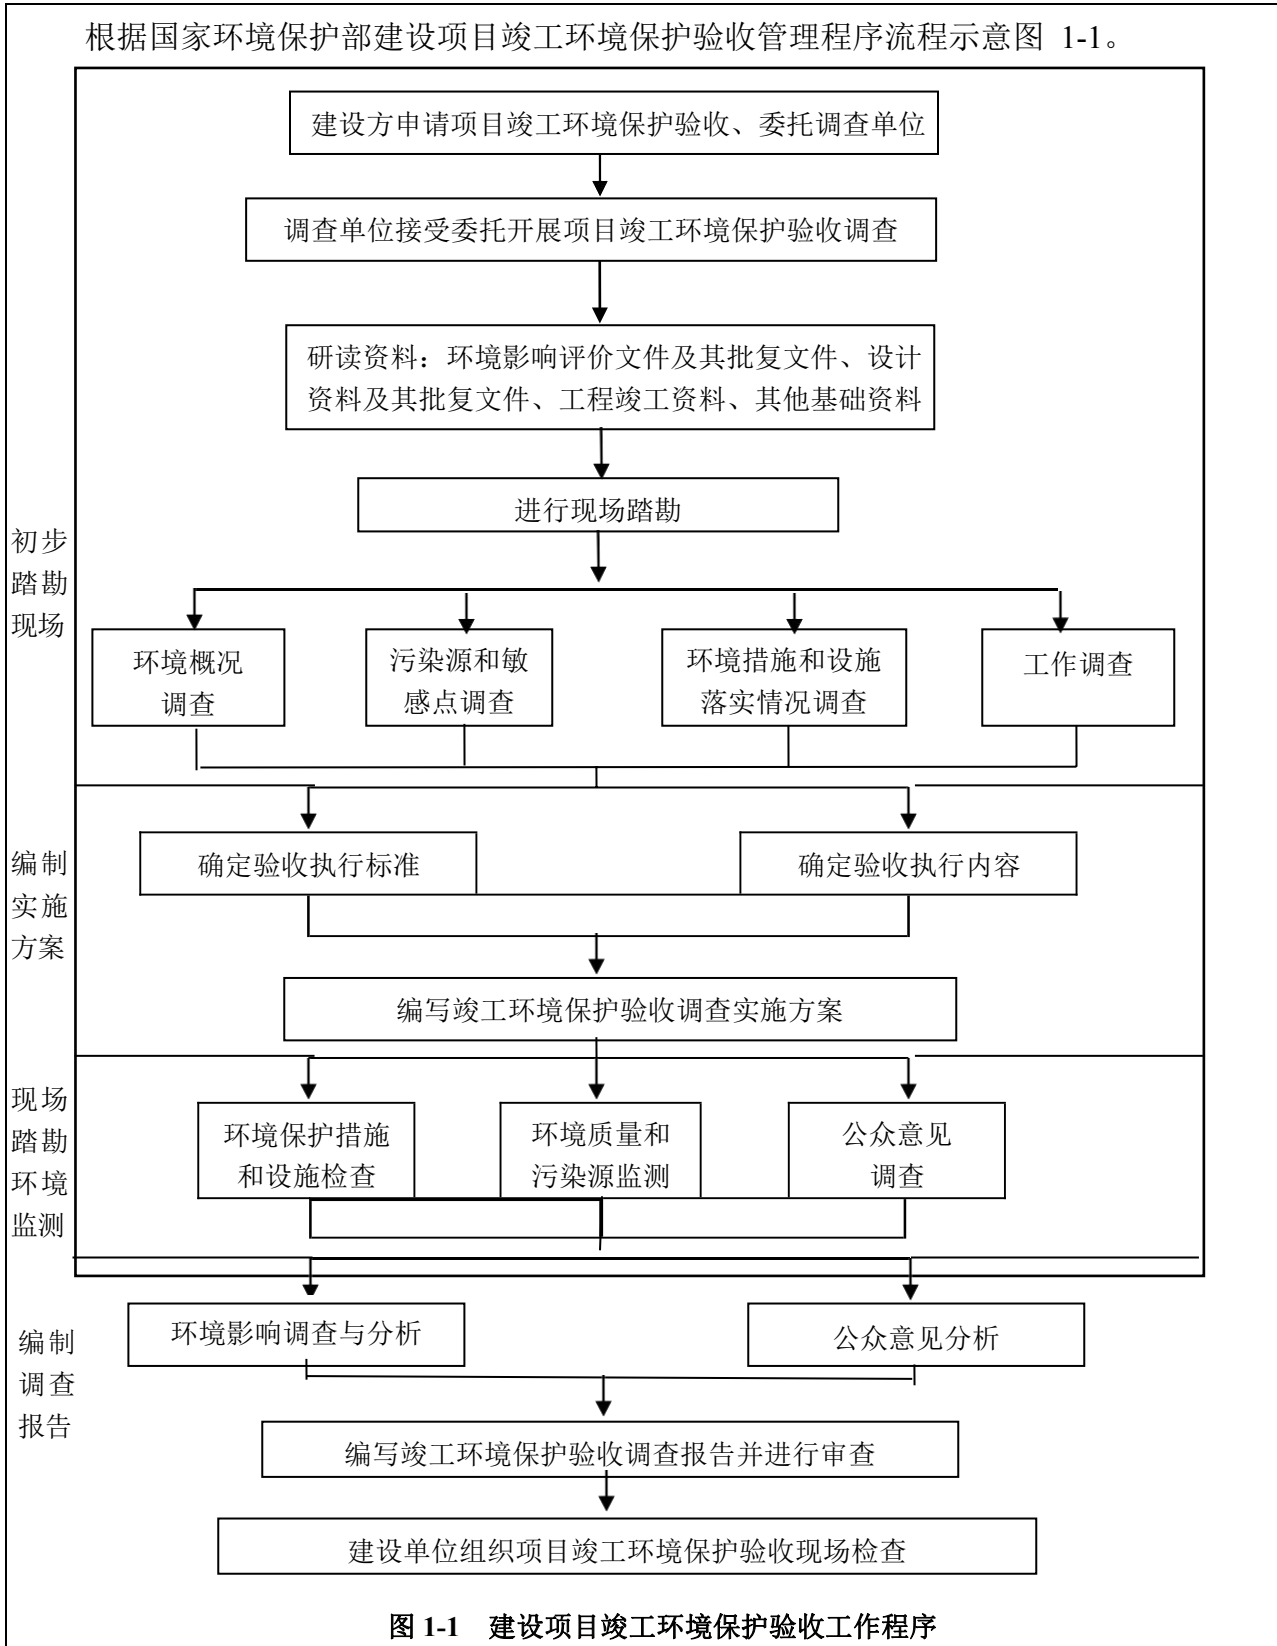 根据国家环境保护部建设项目竣工环境保护验收管理程序流程示意图 1-1。
建设方申请项目竣工环境保护验收、委托调查单位
调查单位接受委托开展项目竣工环境保护验收调查
研读资料：环境影响评价文件及其批复文件、设计
资料及其批复文件、工程竣工资料、其他基础资料
进行现场踏勘
初步
踏勘
现场
环境概况
调查
污染源和敏
感点调查
环境措施和设施
落实情况调查
工作调查
编制
实施
方案
确定验收执行标准
确定验收执行内容
编写竣工环境保护验收调查实施方案
现场
踏勘
环境
监测
环境保护措施
和设施检查
环境质量和
污染源监测
公众意见
调查
编制
调查
报告
环境影响调查与分析
公众意见分析
编写竣工环境保护验收调查报告并进行审查
建设单位组织项目竣工环境保护验收现场检查
图 1-1 建设项目竣工环境保护验收工作程序